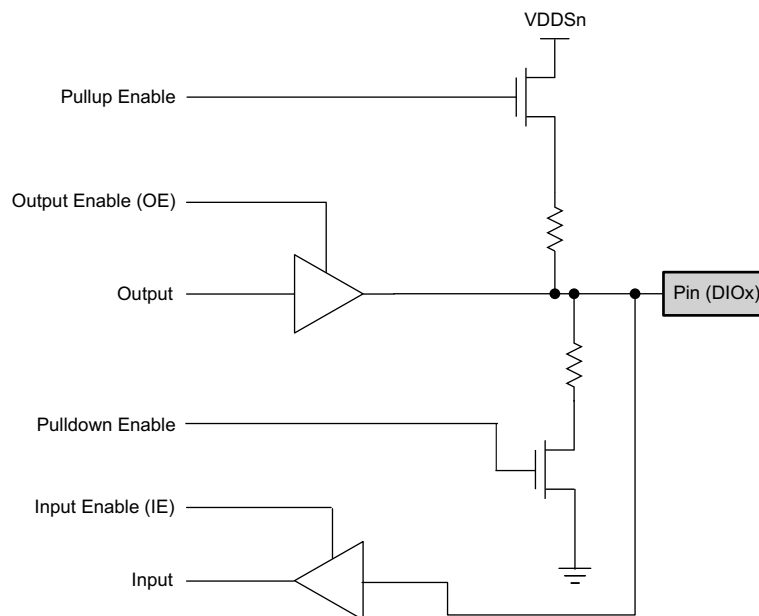 VDDSn
Pullup Enable
Output Enable (OE)
Output
Pin (DIOx)
Pulldown Enable
Input Enable (IE)
Input